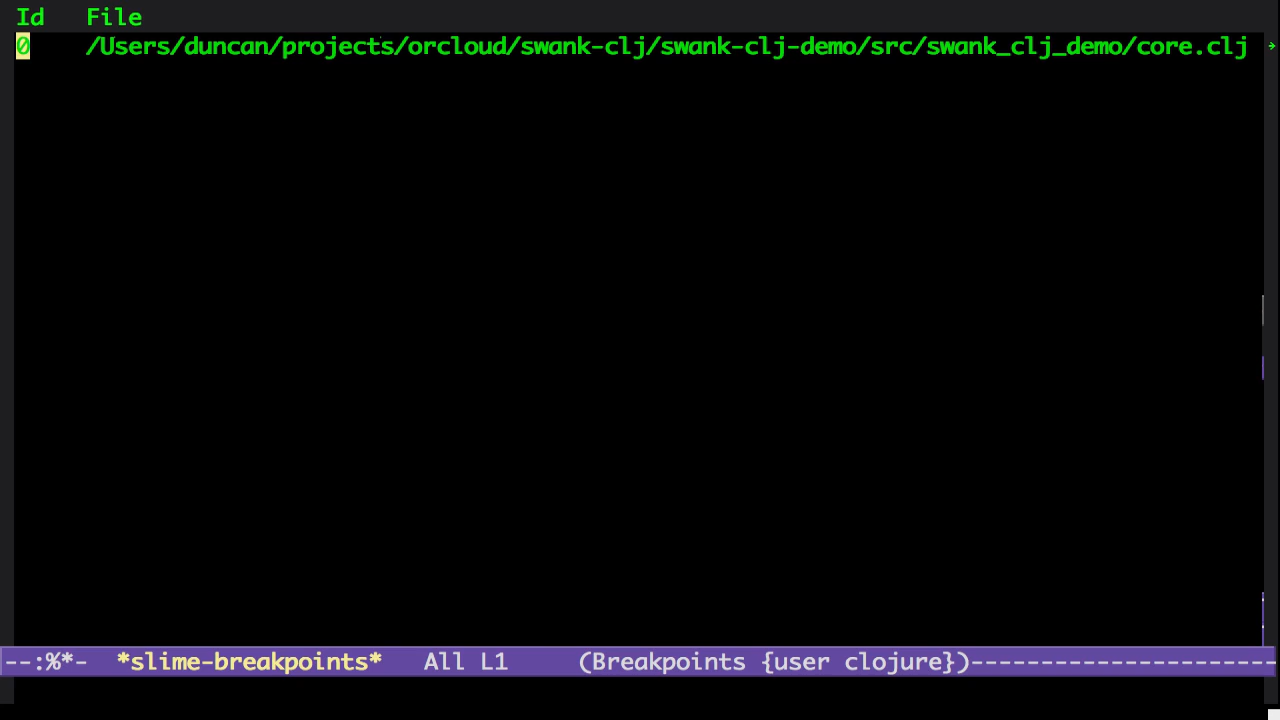 Id   File
0    /Users/duncan/projects/orcloud/swank-clj/swank-clj-demo/src/swank_clj_demo/core.clj
--:%*-  *slime-breakpoints*   All L1     (Breakpoints {user clojure})----------------------